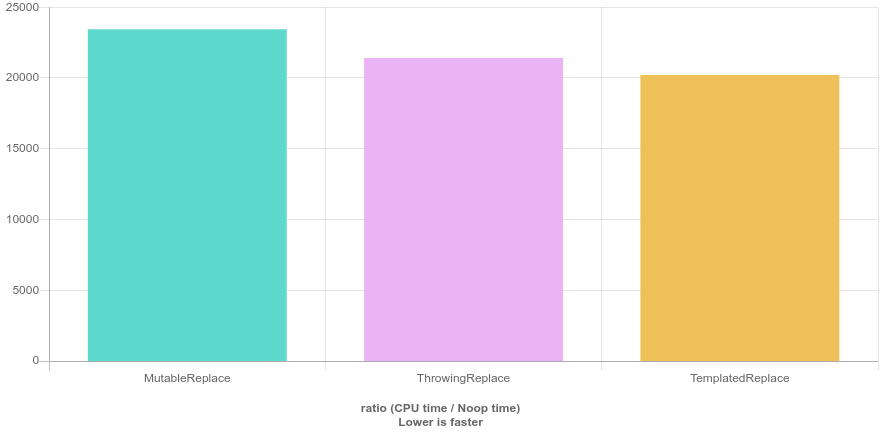 25000
20000
15000
10000
5000
0
MutableReplace
ThrowingReplace
TemplatedReplace
ratio (CPU time / Noop time)
Lower is faster